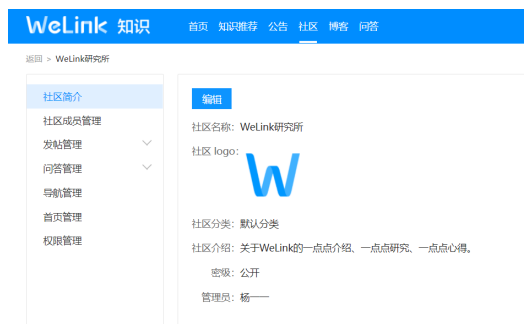 WeLink 知识 首页 知识推荐 公告 社区 博客 问答
返回 > WeLink研究所
社区简介
社区成员管理
发帖管理
问答管理
导航管理
首页管理
权限管理
编辑
社区名称: WeLink研究所
社区 logo:
社区分类: 默认分类
社区介绍: 关于WeLink的一点点介绍、一点点研究、一点点心得。
密级: 公开
管理员: 杨一一